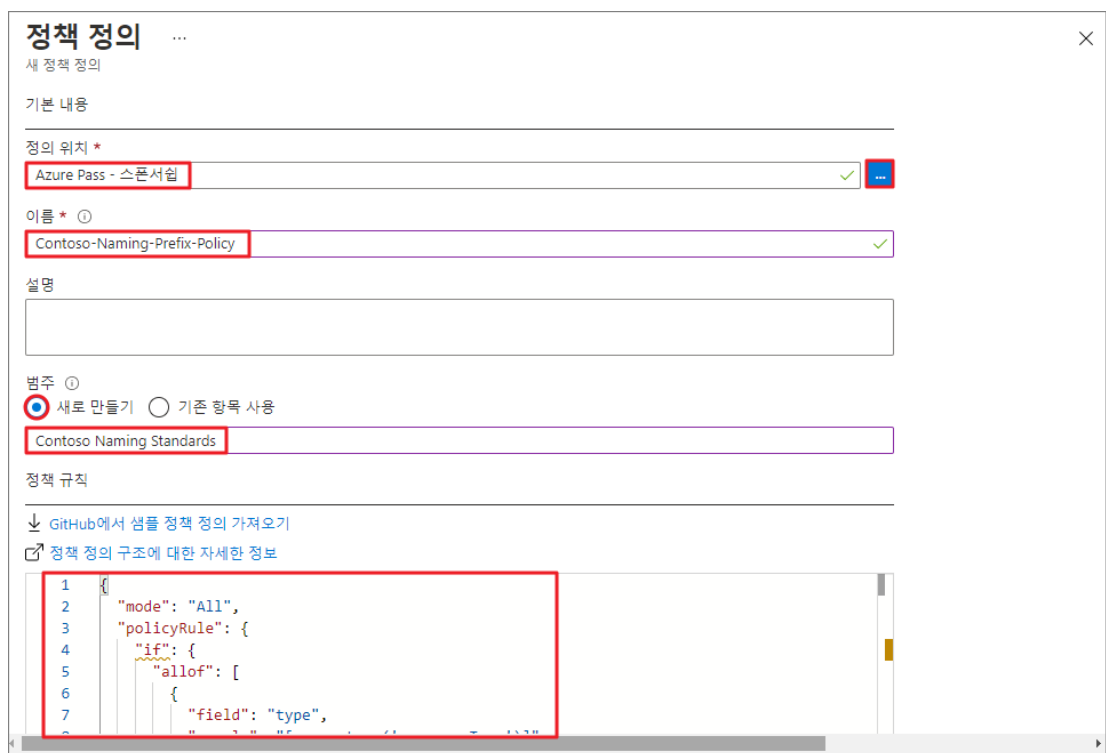 정책 정의 ...
새 정책 정의
기본 내용
정의 위치 *
Azure Pass - 스폰서쉽
...
이름 *
Contoso-Naming-Prefix-Policy
설명
범주
새로 만들기 기존 항목 사용
Contoso Naming Standards
정책 규칙
GitHub에서 샘플 정책 정의 가져오기
정책 정의 구조에 대한 자세한 정보
1 {
2 "mode": "All",
3 "policyRule": {
4 "if": {
5 "allof": [
6 {
7 "field": "type",